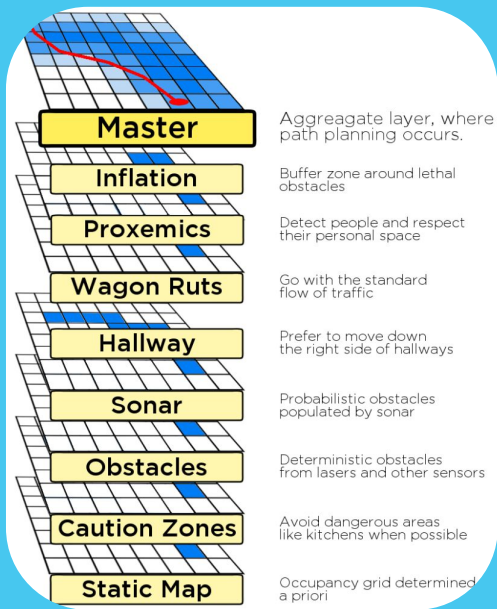 Master
Aggreagate layer, where
path planning occurs.
Inflation
Buffer zone around lethal
obstacles
Proxemics
Detect people and respect
their personal space
Wagon Ruts
Go with the standard
flow of traffic
Hallway
Prefer to move down
the right side of hallways
Sonar
Probabilistic obstacles
populated by sonar
Obstacles
Deterministic obstacles
from lasers and other sensors
Caution Zones
Avoid dangerous areas
like kitchens when possible
Static Map
Occupancy grid determined
a priori